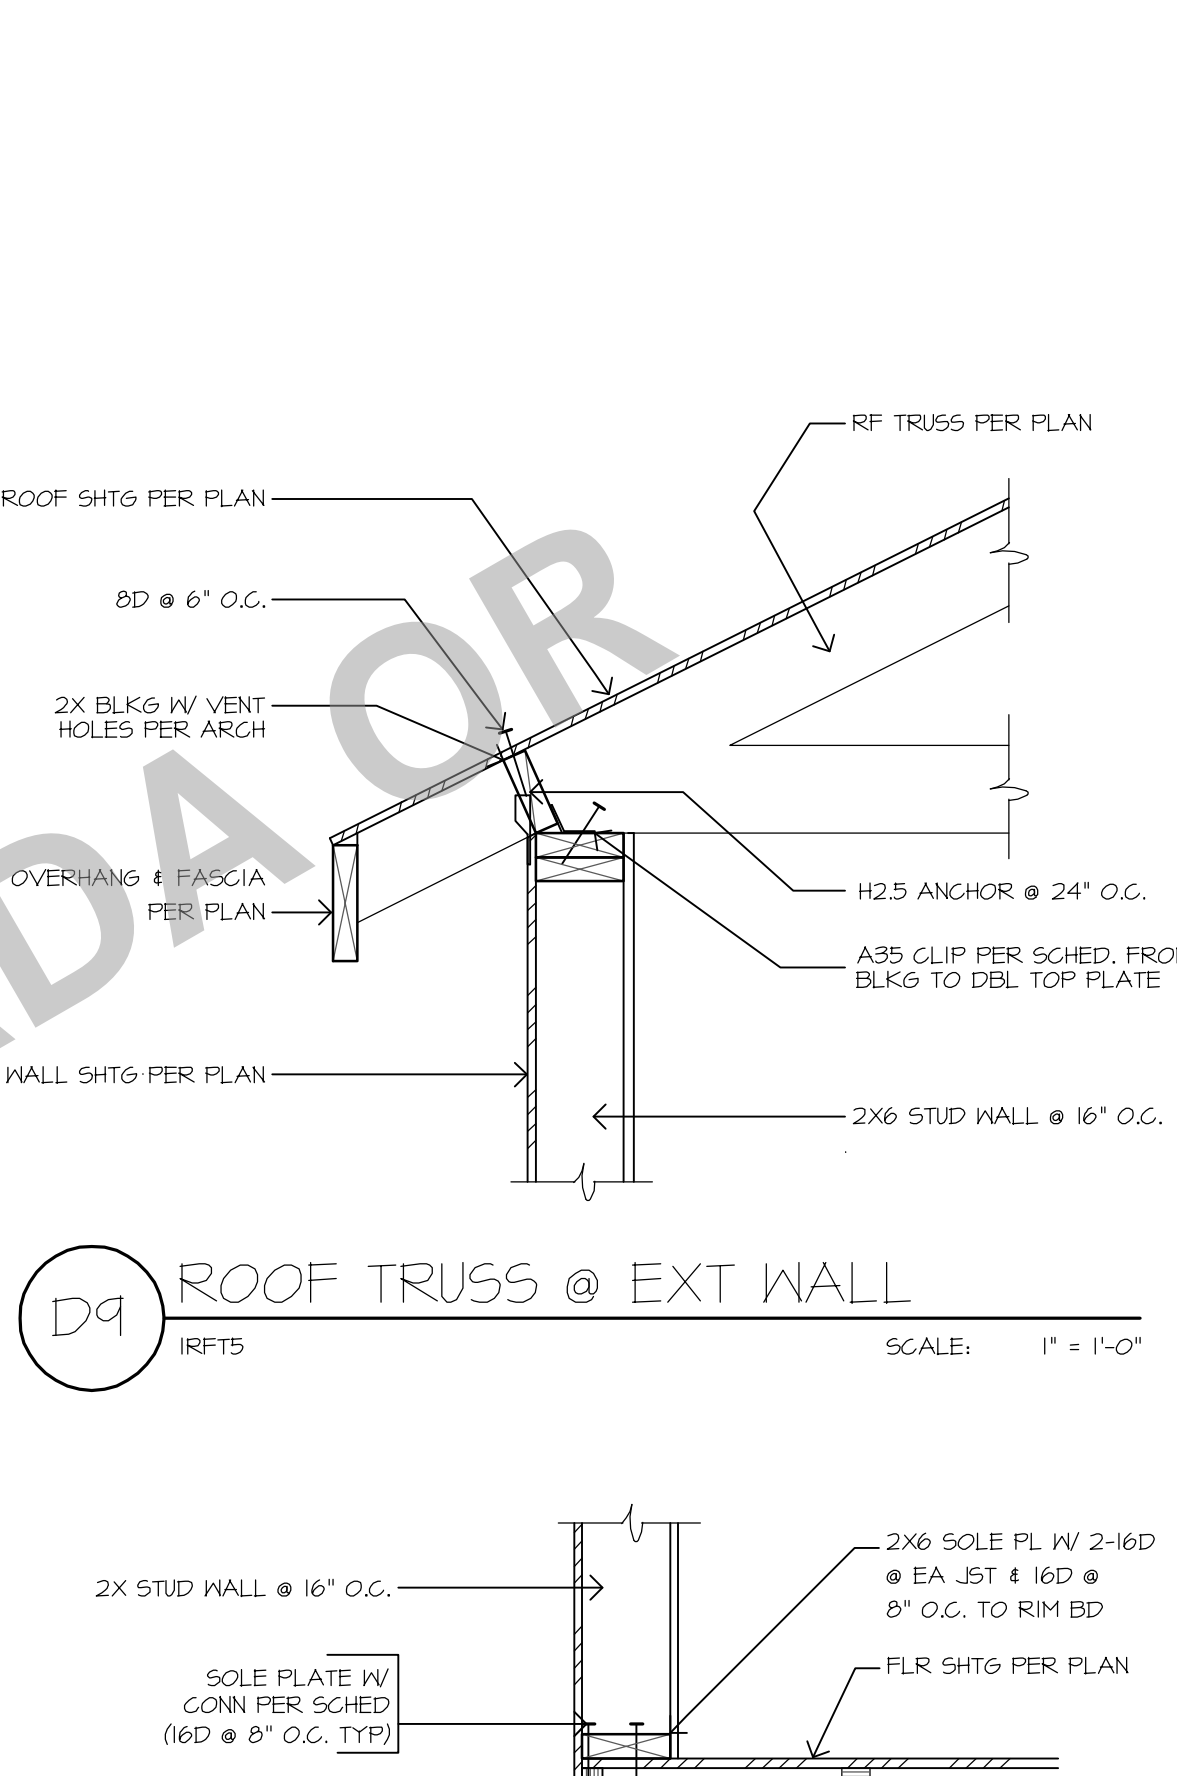 RF TRUSS PER PLAN
ROOF SHTG PER PLAN
8D @ 6" O.C.
2X BLKG W/ VENT
HOLES PER ARCH
OVERHANG & FASCIA
PER PLAN
H2.5 ANCHOR @ 24" O.C.
A35 CLIP PER SCHED.
BLKG TO DBL TOP PLATE
WALL SHTG PER PLAN
2X6 STUD WALL @ 16" O.C.
DA OR
D9
ROOF TRUSS @ EXT WALL
1RFT5
SCALE: 1" = 1'-0"
2X6 SOLE PL W/ 2-16D
@ EA JST & 16D @
8" O.C. TO RIM BD
2X STUD WALL @ 16" O.C.
FLR SHTG PER PLAN
SOLE PLATE W/
CONN PER SCHED
(16D @ 8" O.C. TYP)